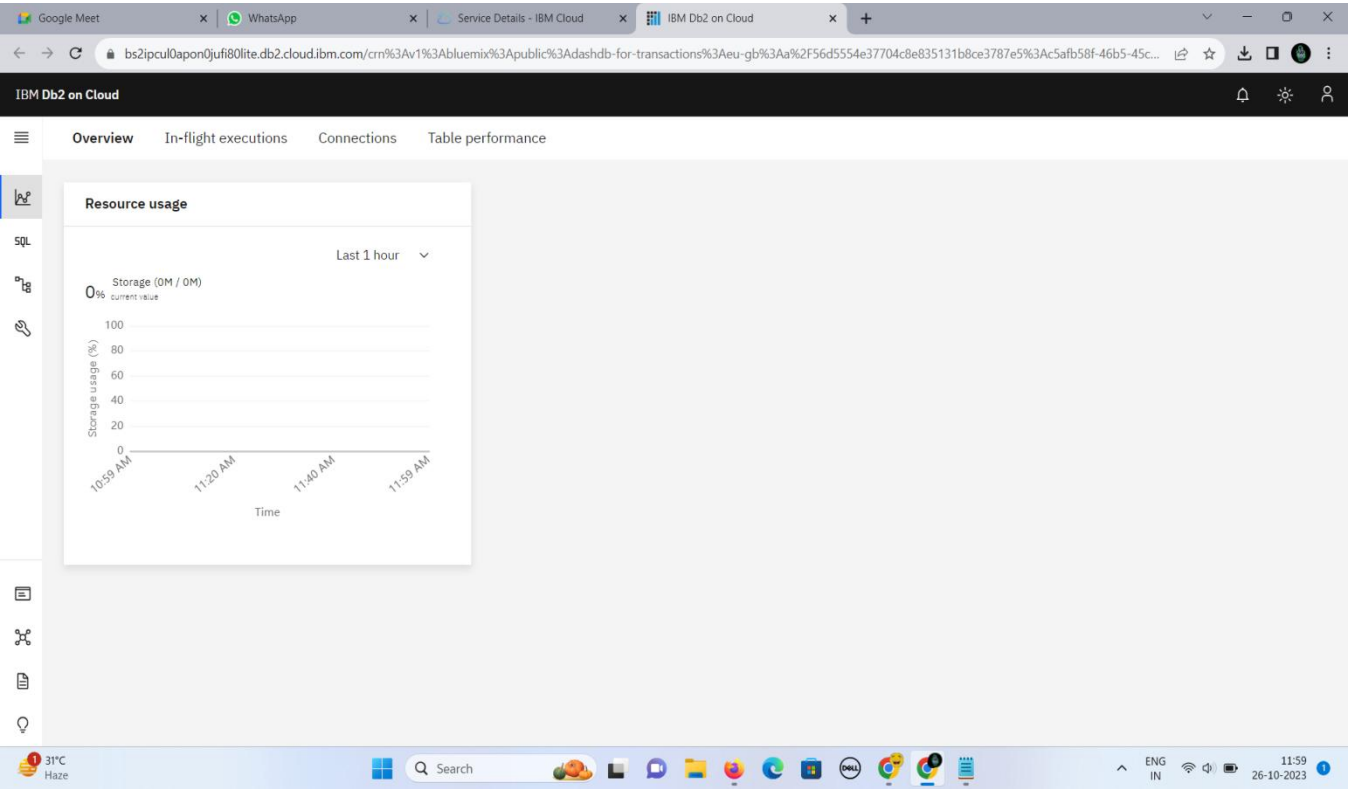 Google Meet
WhatsApp
Service Details - IBM Cloud
IBM Db2 on Cloud
bs2ipcul0apon0jufi80lite.db2.cloud.ibm.com/crn%3Av1%3Abluemix%3Apublic%3Adashdb-for-transactions%3Aeu-gb%3Aa%2F56d5554e37704c8e835131b8ce3787e5%3Ac5afb58f-46b5-45c...
IBM Db2 on Cloud
Overview In-flight executions Connections Table performance
Resource usage
SQL
Last 1 hour
0% Storage (0M / 0M)
current value
100
80
60
40
20
0
Storage usage (%)
10:59 AM 11:20 AM 11:40 AM 11:59 AM
Time
1
31°C
Haze
Search
DELL
ENG
IN
11:59
26-10-2023
1